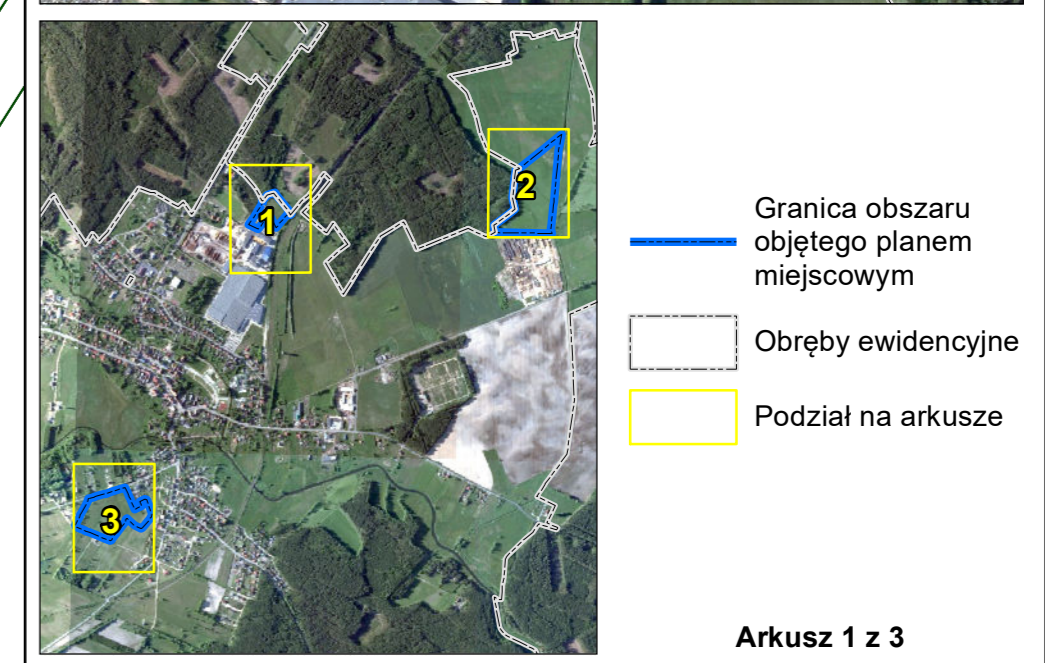 1
2
3
Granica obszaru
objętego planem
miejscowym
Obręby ewidencyjne
Podział na arkusze
Arkusz 1 z 3